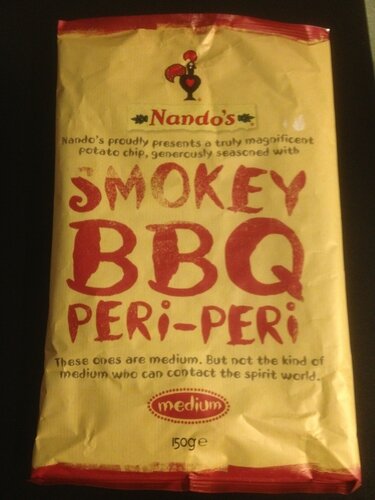 Nando's
Nando's proudly presents a truly magnificent
potato chip, generously seasoned with
SMOKEY
BBQ
PERi-PERi
These ones are medium. But not the kind of
medium who can contact the spirit world.
medium
150g e